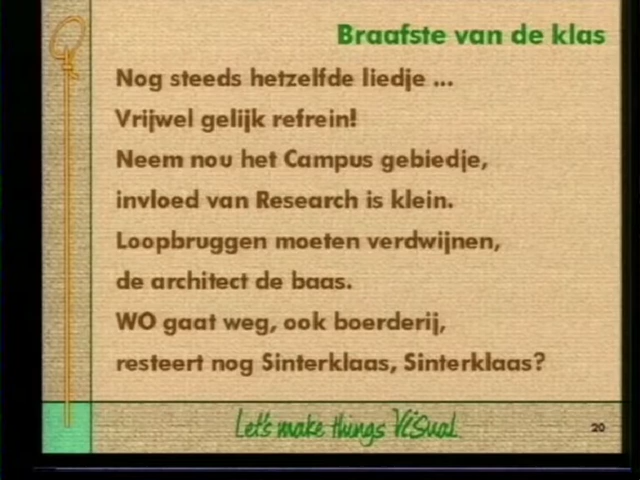 Braafste van de klas
Nog steeds hetzelfde liedje ...
Vrijwel gelijk refrein!
Neem nou het Campus gebiedje,
invloed van Research is klein.
Loopbruggen moeten verdwijnen,
de architect de baas.
WO gaat weg, ook boerderij,
resteert nog Sinterklaas, Sinterklaas?
Let's make things Visual
20